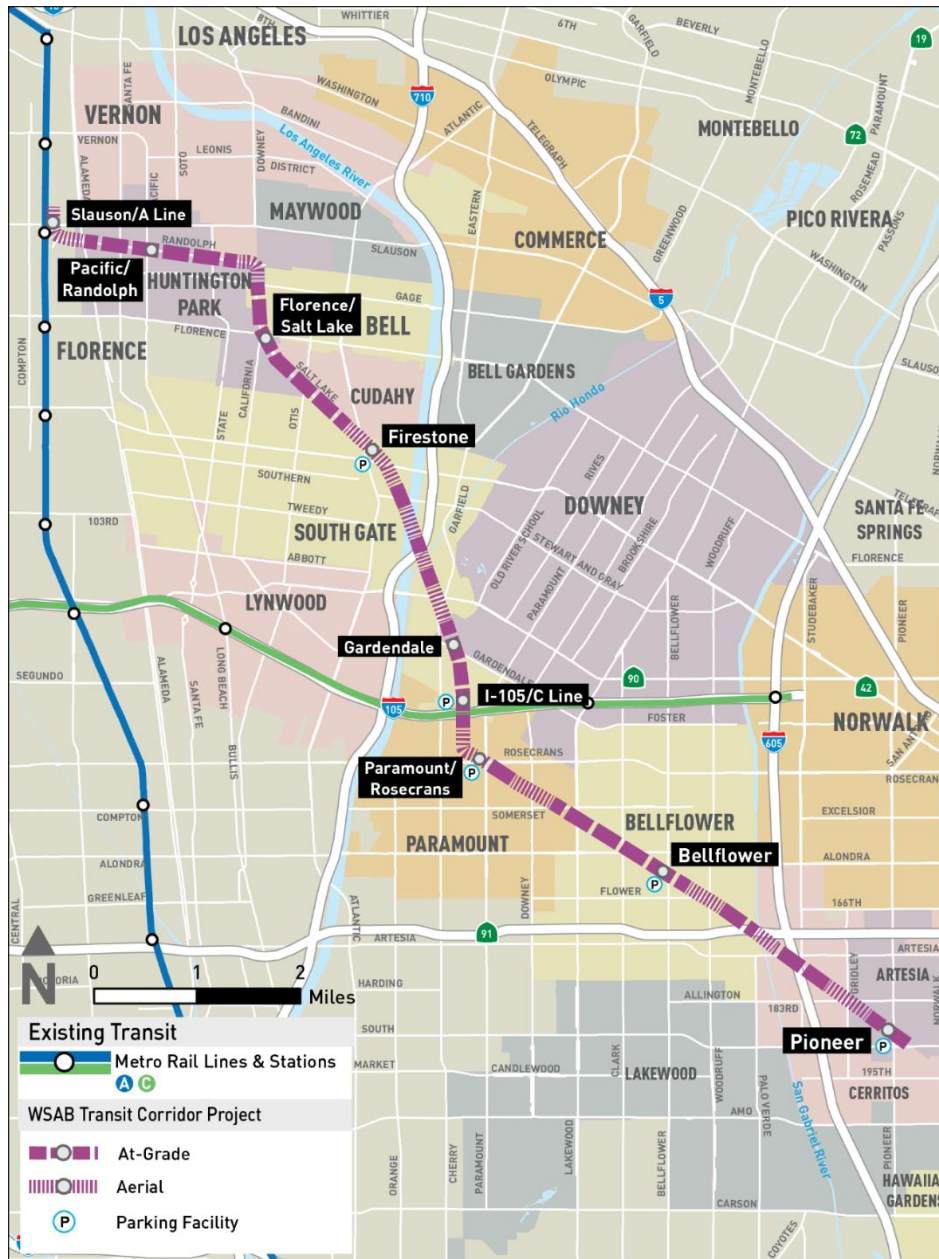 WHITTIER
6TH
GARFIELD
BEVERLY
8TH
LOS ANGELES
OLYMPIC
MONTEBELLO
19
SANTA FE
WASHINGTON
710
ATLANTIC
TELEGRAPH
PARAMOUNT
VERNON
BANDINI
MONTEBELLO
72
VERNON
LEONIS
DOWNEY
Los Angeles River
DISTRICT
ROSEMEAD
ALAMEDA
SOTO
MAYWOOD
EASTERN
GREENWOOD
PICO RIVERA
PASSONS
Slauson/A Line
COMMERCE
SLAUSON
RANDOLPH
WASHINGTON
Pacific/
Randolph
HUNTINGTON
PARK
Florence/
Salt Lake
GAGE
5
BELL
FLORENCE
COMPTON
FLORENCE
BELL GARDENS
SALT LAKE
CUDAHY
Rio Hondo
CALIFORNIA
STATE
OTIS
Firestone
P
RIVES
SOUTHERN
GARFIELD
DOWNEY
TWEEDY
SOUTH GATE
103RD
OLD RIVER SCHOOL
STEWART AND GRAY
BROOKSHIRE
WOODRUFF
SANTA FE
SPRINGS
FLORENCE
ABBOTT
PARAMOUNT
LYNWOOD
STUDEBAKER
PIONEER
BELLFLOWER
Gardendale
GARDENDALE
SEGUNDO
LONG BEACH
90
42
P
I-105/C Line
105
FOSTER
ALAMEDA
SANTA FE
NORWALK
605
BULLIS
ROSECRANS
Paramount/
Rosecrans
P
COMPTON
SOMERSET
EXCELSIOR
PARAMOUNT
BELLFLOWER
ALONDRA
Bellflower
ALONDRA
GREENLEAF
FLOWER
P
DOWNEY
166TH
CENTRAL
ATLANTIC
91
ARTESIA
ARTESIA
GRIDLEY
ARTESIA
N
0 1 2
Miles
HARDING
ALLINGTON
183RD
NORWALK
Existing Transit
Metro Rail Lines & Stations
A C
WSAB Transit Corridor Project
At-Grade
Aerial
P Parking Facility
SOUTH
Pioneer
P
MARKET
CANDLEWOOD
CLARK
LAKEWOOD
WOODRUFF
195TH
CERRITOS
PALO VERDE
San Gabriel River
AMO
PIONEER
ORANGE
CHERRY
PARAMOUNT
LAKEWOOD
BELLFLOWER
HAWAIIA
GARDENS
CARSON
COYOTES